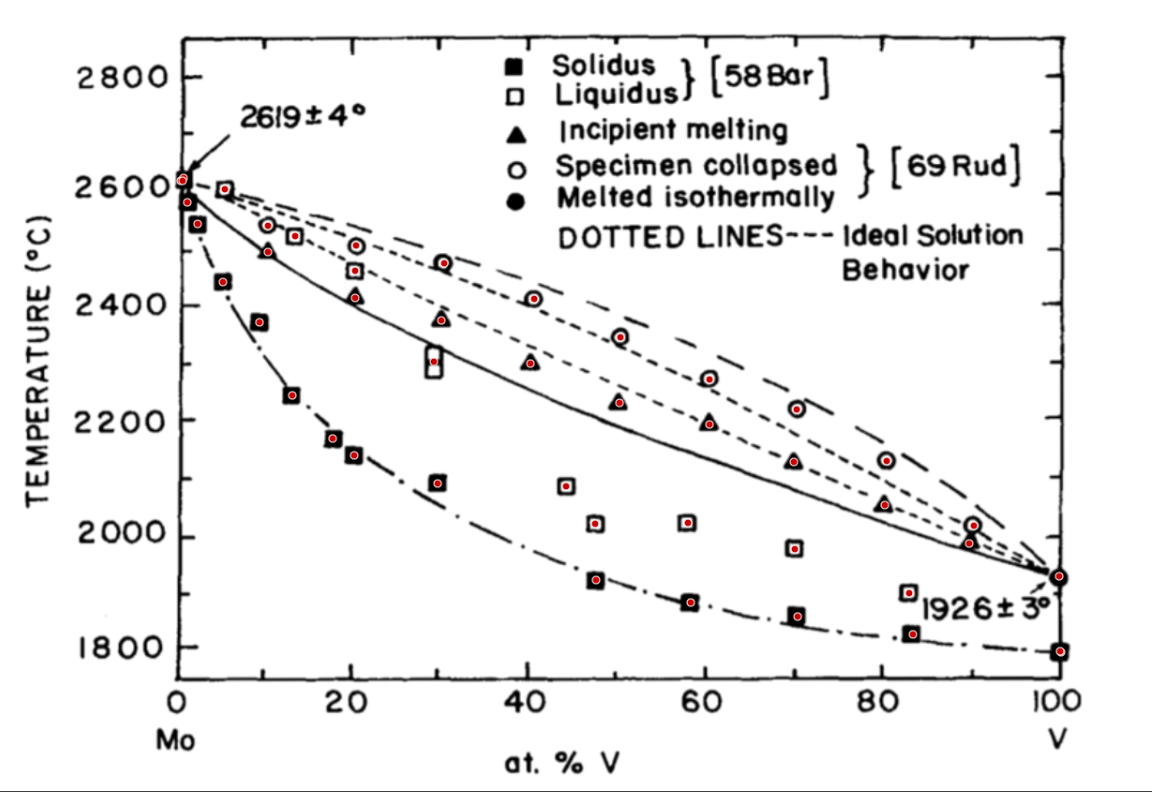 2800
2600
2400
2200
2000
1800
TEMPERATURE (°C)
2619±4°
Solidus
Liquidus } [58 Bar]
Incipient melting
Specimen collapsed
Melted isothermally } [69 Rud]
DOTTED LINES--- Ideal Solution
Behavior
1926±3°
0 20 40 60 80 100
Mo V
at. % V